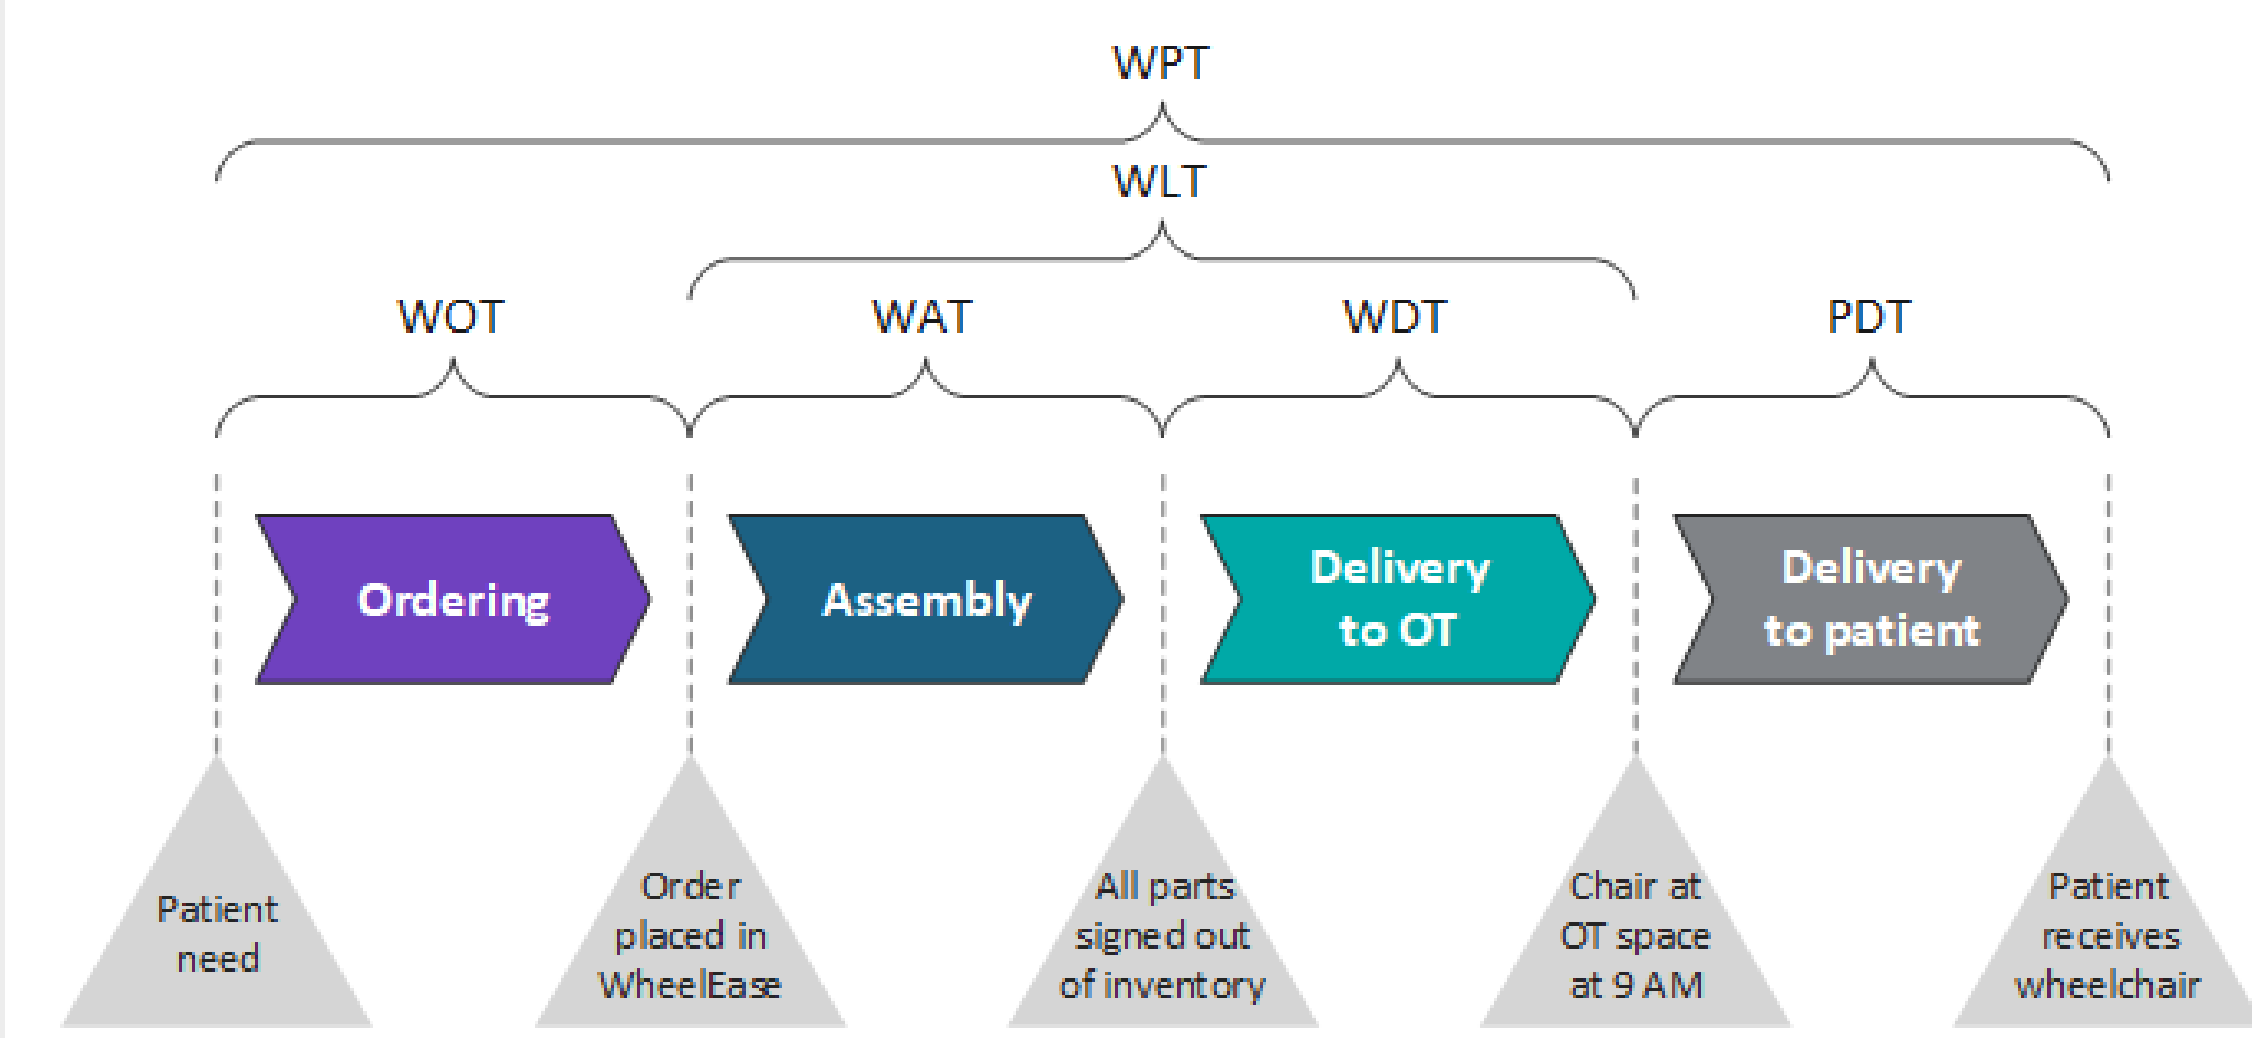 WPT
WLT
WOT
WAT
WDT
PDT
Ordering
Assembly
Delivery
to OT
Delivery
to patient
Patient
need
Order
placed in
WheelEase
All parts
signed out
of inventory
Chair at
OT space
at 9 AM
Patient
receives
wheelchair